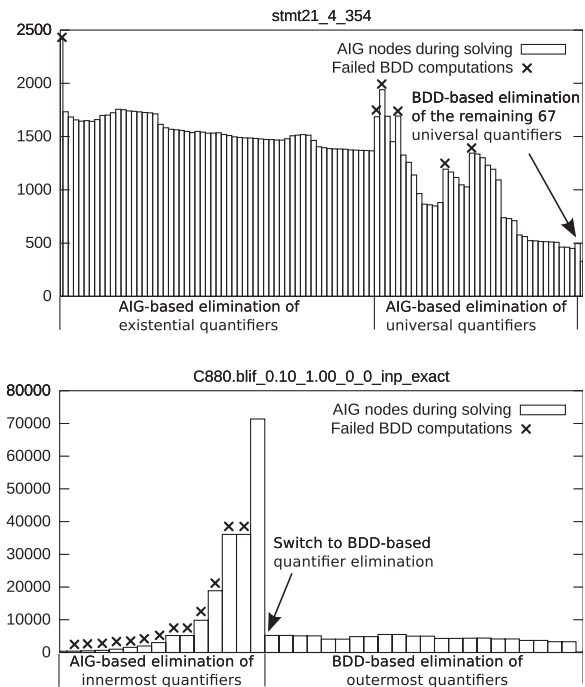 stmt21_4_354
2500
AIG nodes during solving
Failed BDD computations
2000
BDD-based elimination
of the remaining 67
universal quantifiers
1500
1000
500
0
AIG-based elimination of
existential quantifiers
AIG-based elimination of
universal quantifiers
C880.blif_0.10_1.00_0_0_inp_exact
80000
AIG nodes during solving
Failed BDD computations
70000
60000
50000
40000
Switch to BDD-based
quantifier elimination
30000
20000
10000
0
AIG-based elimination of
innermost quantifiers
BDD-based elimination of
outermost quantifiers